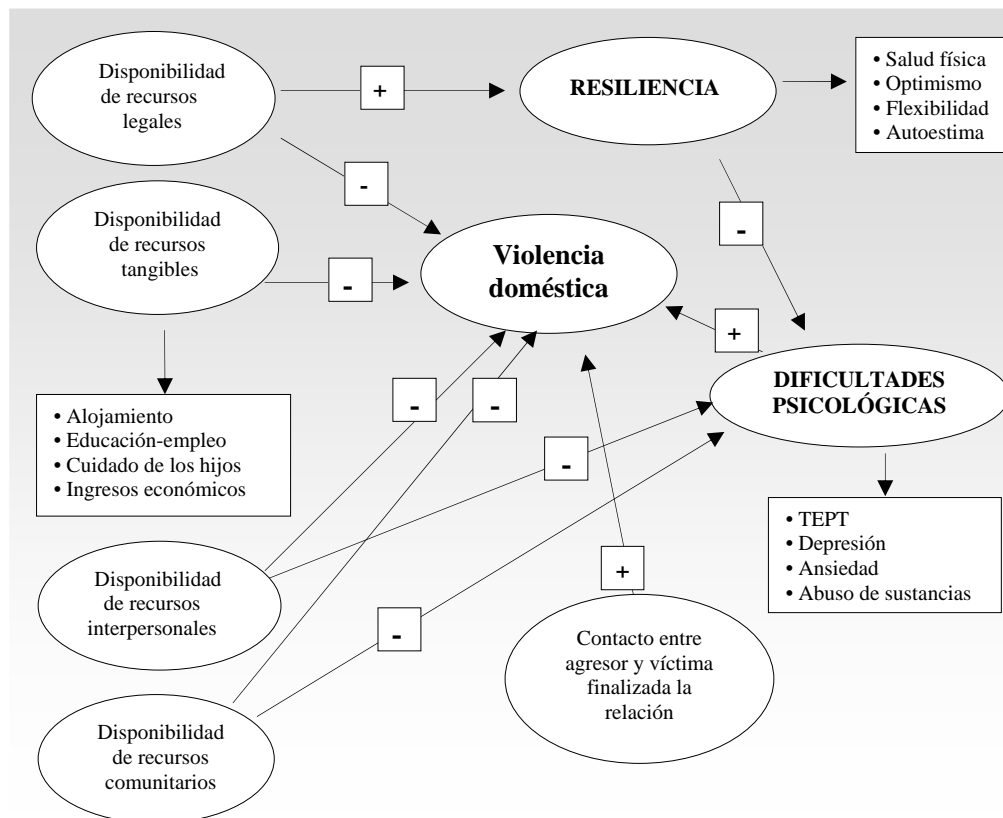 Disponibilidad
de recursos
legales
+
RESILIENCIA
• Salud física
• Optimismo
• Flexibilidad
• Autoestima
-
Disponibilidad
de recursos
tangibles
-
Violencia
doméstica
-
+
DIFICULTADES
PSICOLÓGICAS
• Alojamiento
• Educación-empleo
• Cuidado de los hijos
• Ingresos económicos
-
-
-
• TEPT
• Depresión
• Ansiedad
• Abuso de sustancias
Disponibilidad
de recursos
interpersonales
+
-
Contacto entre
agresor y víctima
finalizada la
relación
Disponibilidad
de recursos
comunitarios